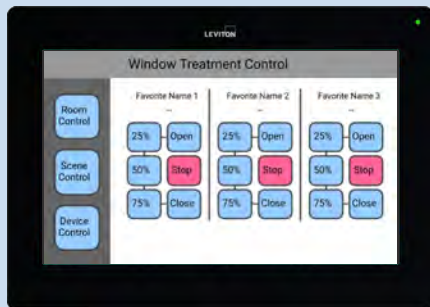 LEVITON
Window Treatment Control
Room
Control
Scene
Control
Device
Control
Favorite Name 1
--
25% Open
50% Stop
75% Close
Favorite Name 2
--
25% Open
50% Stop
75% Close
Favorite Name 3
--
25% Open
50% Stop
75% Close